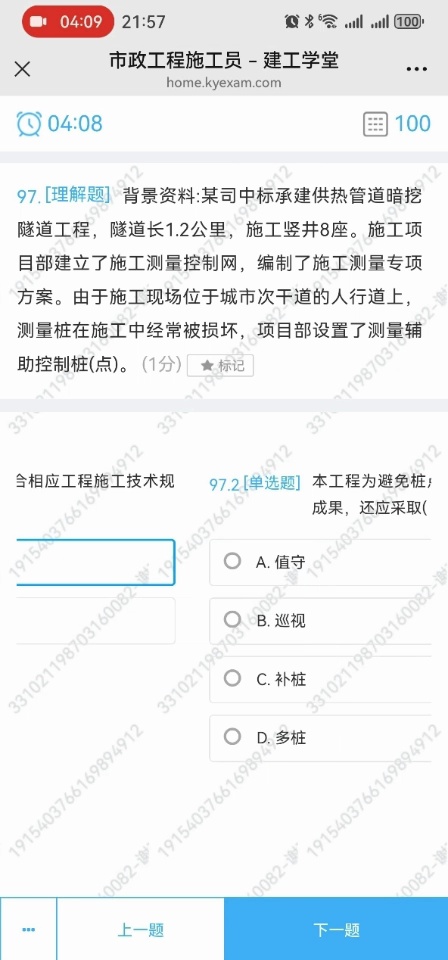 04:09 21:57 6 100
市政工程施工员 - 建工学堂
home.kyexam.com
04:08 100
97.[理解题] 背景资料:某司中标承建供热管道暗挖
隧道工程，隧道长1.2公里，施工竖井8座。施工项
目部建立了施工测量控制网，编制了施工测量专项
方案。由于施工现场位于城市次干道的人行道上，
测量桩在施工中经常被损坏，项目部设置了测量辅
助控制桩(点)。 (1分) ★ 标记
合相应工程施工技术规
97.2 [单选题] 本工程为避免桩
成果，还应采取(
A. 值守
B. 巡视
C. 补桩
D. 多桩
331021198703160082-
1915403766169894912
... 上一题 下一题